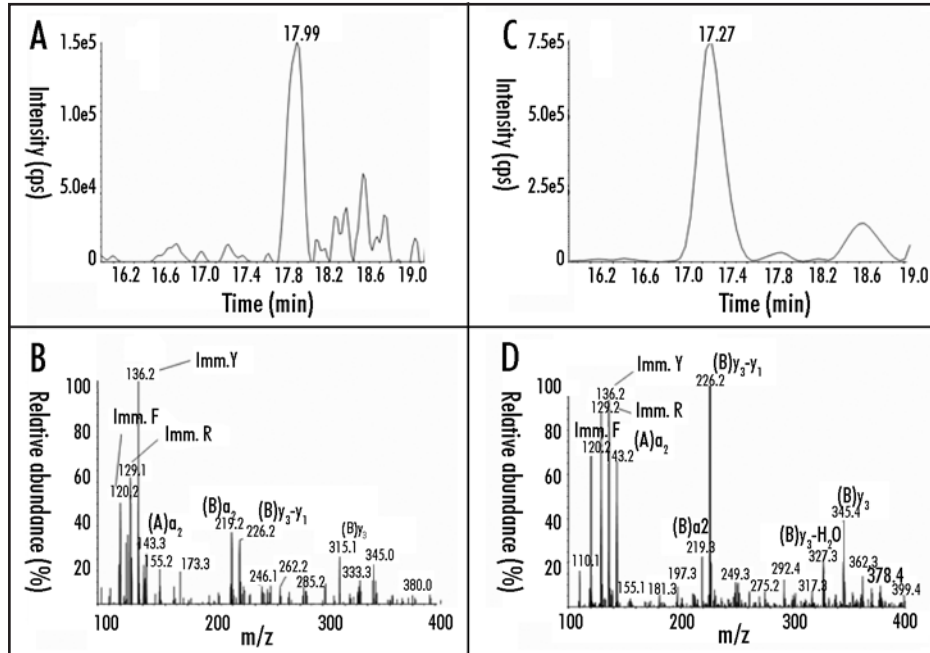 A
17.99
1.5e5
1.0e5
5.0e4
0
Intensity (cps)
16.2 16.6 17.0 17.4 17.8 18.2 18.6 19.0
Time (min)
C
17.27
7.5e5
5.0e5
2.5e5
0
Intensity (cps)
16.2 16.6 17.0 17.4 17.8 18.2 18.6 19.0
Time (min)
B
136.2
Imm.Y
Imm. F
Imm. R
129.1
120.2
(A)a₂
143.3
155.2
173.3
(B)a₂
219.2
(B)y₃-y₁
226.2
246.1
262.2
285.2
(B)y₃
315.1
333.3
345.0
380.0
100
80
60
40
20
Relative abundance (%)
100 200 300 400
m/z
D
Imm. Y
136.2
129.2
Imm. R
Imm. F
120.2
(A)a₂
143.2
(B)y₃-y₁
226.2
(B)a2
219.3
110.1
155.1
181.3
197.3
249.3
275.2
292.4
(B)y₃-H₂O
327.3
317.3
(B)y₃
345.4
362.3
378.4
399.4
100
80
60
40
20
Relative abundance (%)
100 200 300 400
m/z